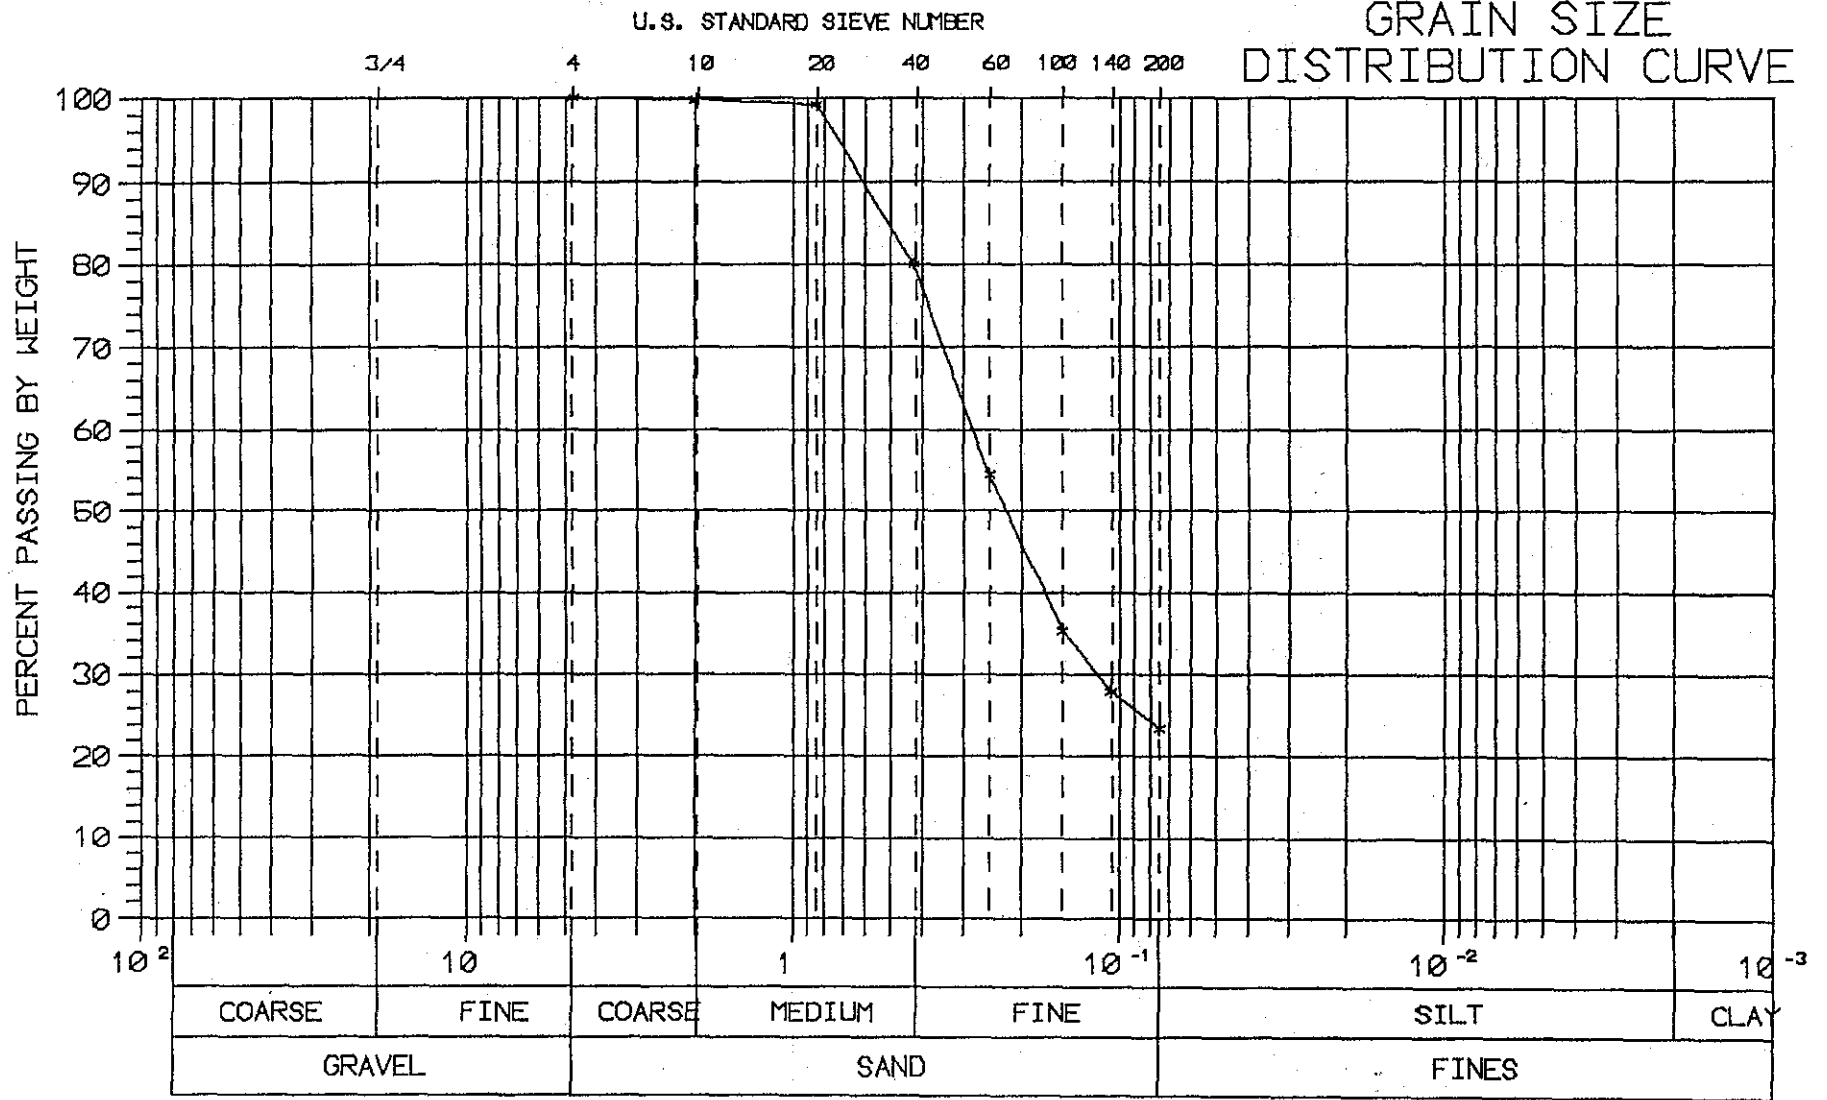 GRAIN SIZE
DISTRIBUTION CURVE
U.S. STANDARD SIEVE NUMBER
3/4 4 10 20 40 60 100 140 200
PERCENT PASSING BY WEIGHT
100
90
80
70
60
50
40
30
20
10
0
10² 10 1 10⁻¹ 10⁻² 10⁻³
COARSE FINE COARSE MEDIUM FINE SILT CLAY
GRAVEL SAND FINES